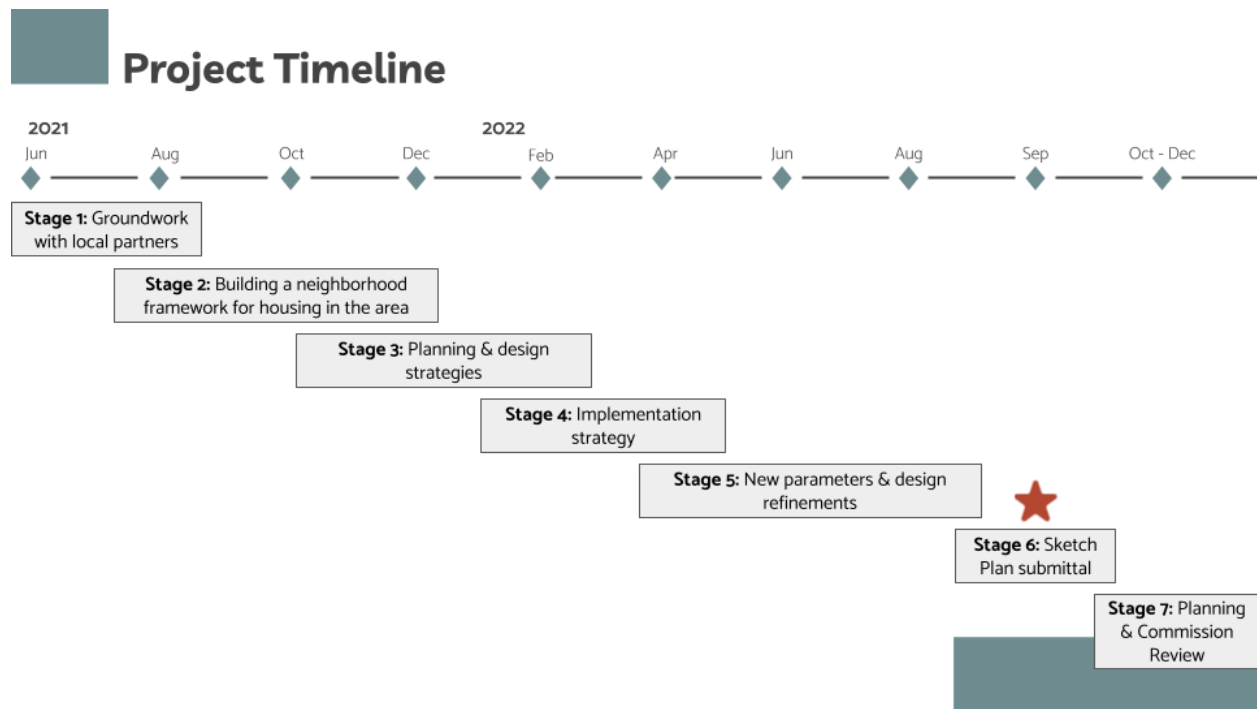 Project Timeline
2021
2022
Jun
Aug
Oct
Dec
Feb
Apr
Jun
Aug
Sep
Oct - Dec
Stage 1: Groundwork
with local partners
Stage 2: Building a neighborhood
framework for housing in the area
Stage 3: Planning & design
strategies
Stage 4: Implementation
strategy
Stage 5: New parameters & design
refinements
Stage 6: Sketch
Plan submittal
Stage 7: Planning
& Commission
Review